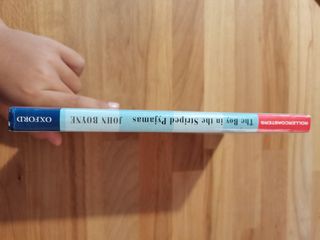 ROLLERCOASTERS
The Boy in the Striped Pyjamas
JOHN BOYNE
OXFORD